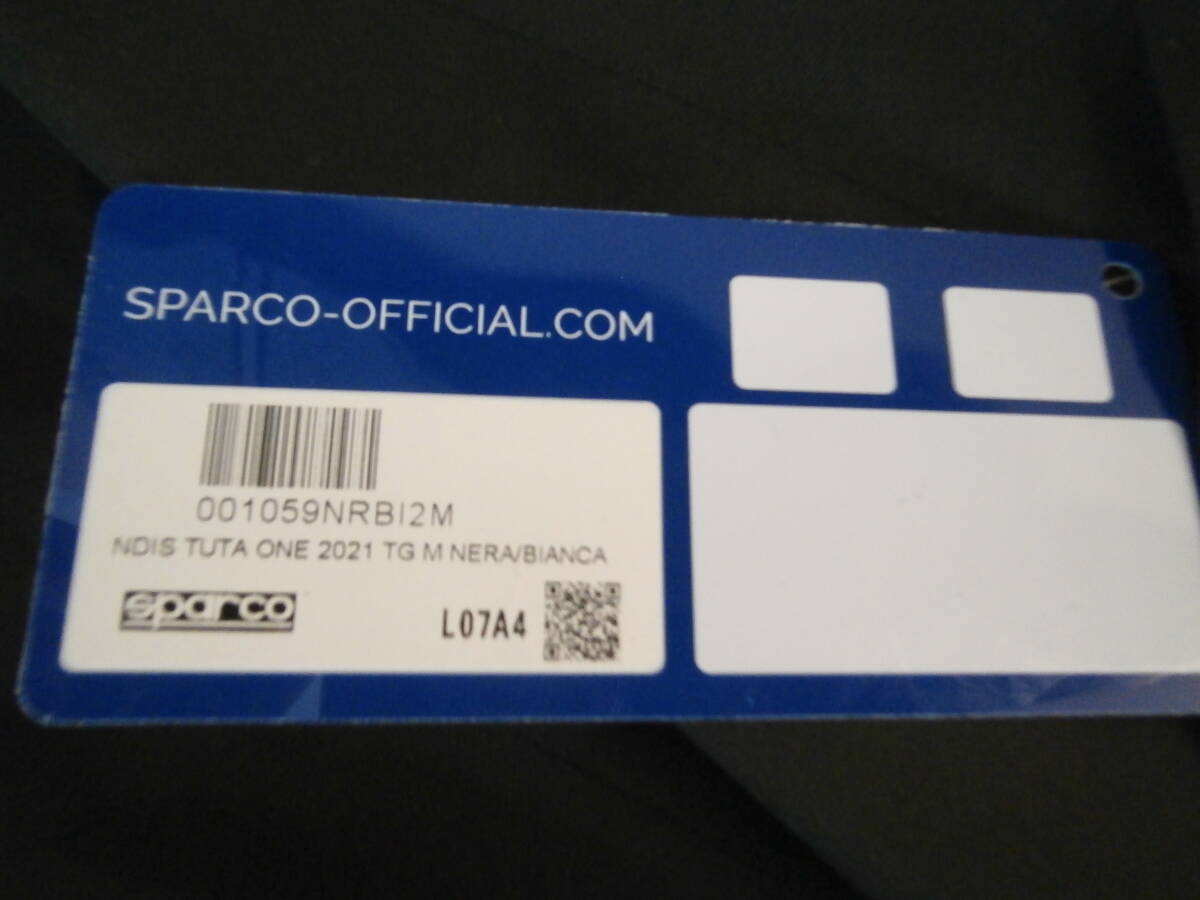 SPARCO-OFFICIAL.COM
001059NRBI2M
NDIS TUTA ONE 2021 TG M NERA/BIANCA
sparco
L07A4